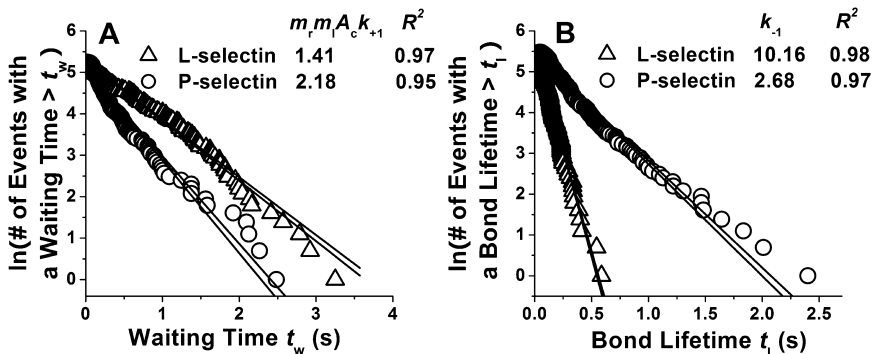 A
m_r m_l A_c k_{+1} R^2
△ L-selectin 1.41 0.97
○ P-selectin 2.18 0.95
ln(# of Events with
a Waiting Time > t_w)
6
5
4
3
2
1
0
0 1 2 3 4
Waiting Time t_w (s)
B
k_{-1} R^2
△ L-selectin 10.16 0.98
○ P-selectin 2.68 0.97
ln(# of Events with
a Bond Lifetime > t_l)
6
5
4
3
2
1
0
0.0 0.5 1.0 1.5 2.0 2.5
Bond Lifetime t_l (s)